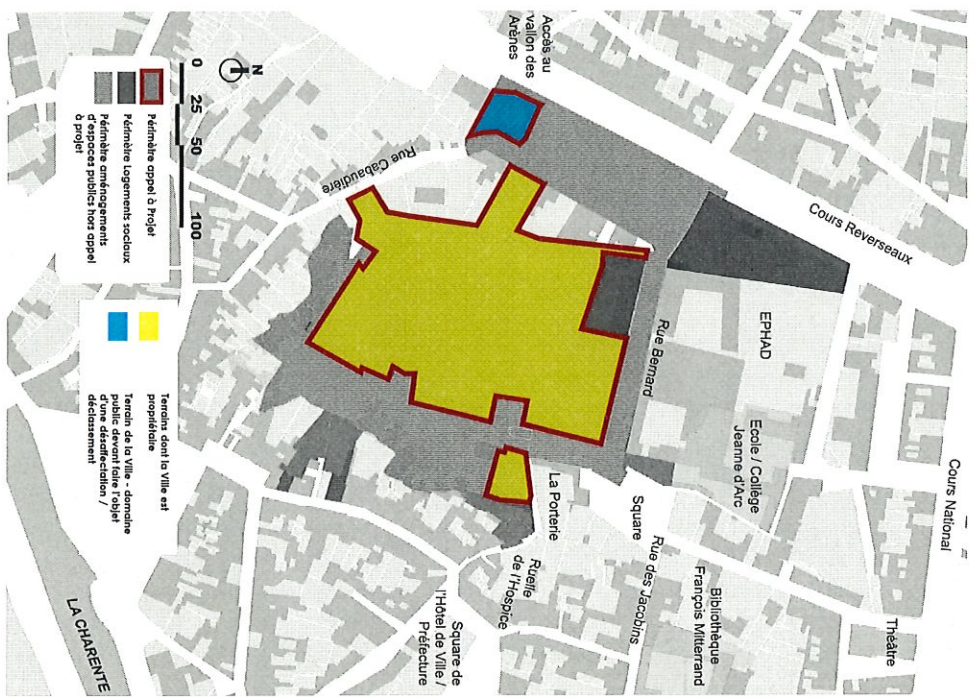 Cours National
Théâtre
Bibliothèque
François Mitterrand
Rue des Jacobins
Square
Ecole / Collège
Jeanne d'Arc
EPHAD
Cours Reverseaux
Rue Bernard
La Porterie
Ruelle
de l'Hospice
Square de
l'Hôtel de Ville /
Préfecture
LA CHARENTE
Accès au
vallon des
Arènes
Rue Cabaudière
N
0 25 50 100
Périmètre appel à Projet
Périmètre Logements sociaux
Périmètre aménagements
d'espaces publics hors appel
à projet
Terrains dont la Ville est
propriétaire
Terrain de la Ville - domaine
public devant faire l'objet
d'une désaffectation /
déclassement